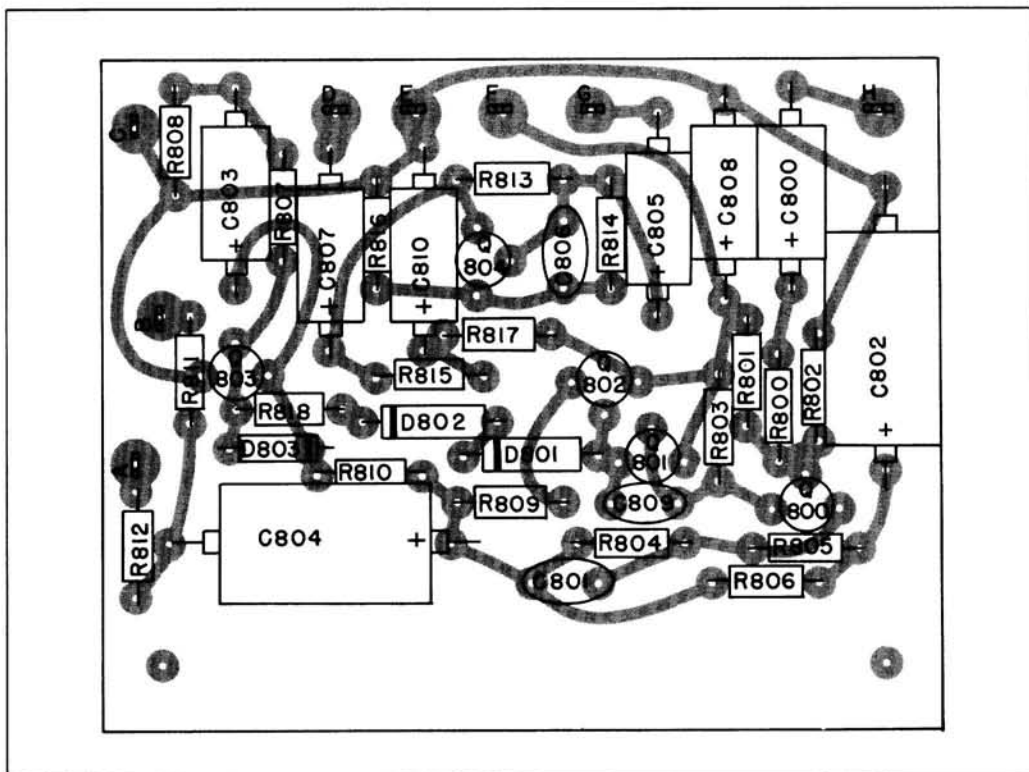 D E F G H
C
R808
C803
R807
C807
R816
C810
R813
Q
804
C806
R814
C805
C808
C800
B
R811
Q
803
R817
R815
Q
802
R801
R800
R802
C802
R803
R818
D802
D803
D801
Q
801
A
R810
R809
C809
Q
800
R812
C804
+
R804
R805
C801
R806
+
+
+
+
+
+
+